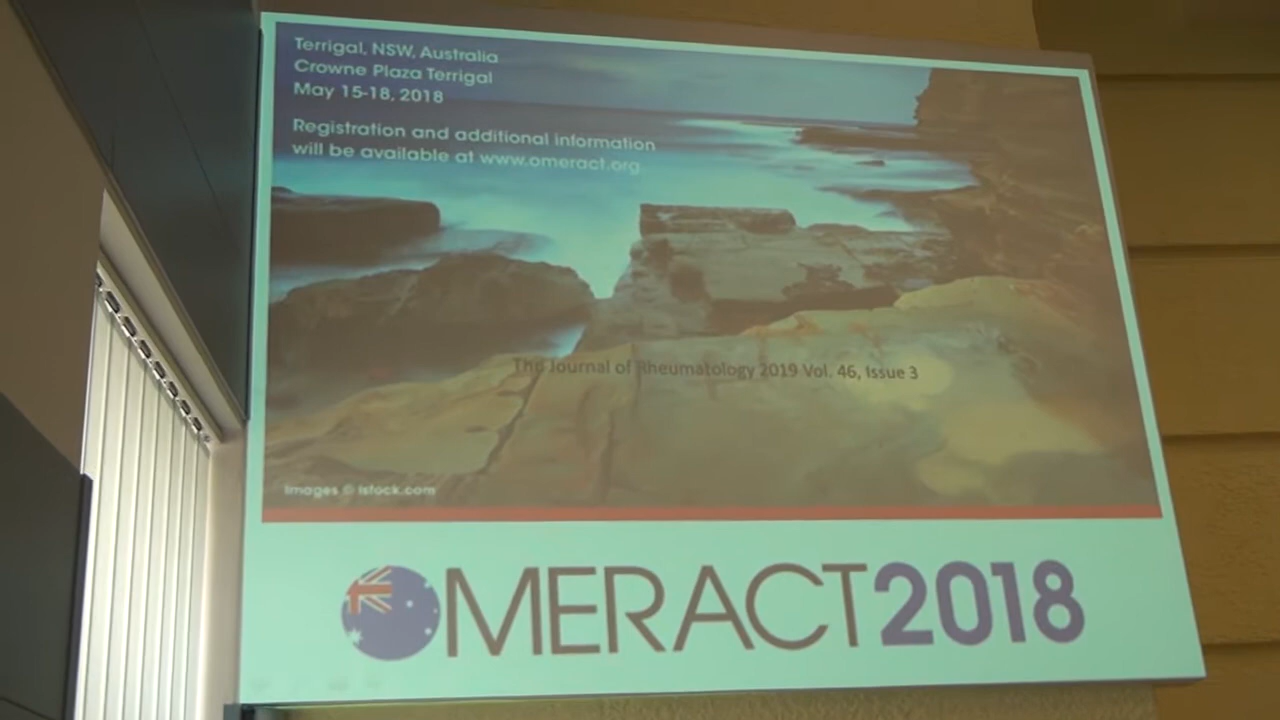 Terrigal, NSW, Australia
Crowne Plaza Terrigal
May 15-18, 2018
Registration and additional information
will be available at www.omeract.org.
The Journal of Rheumatology 2019 Vol. 46, Issue 3
Images © istock.com
OMERACT2018